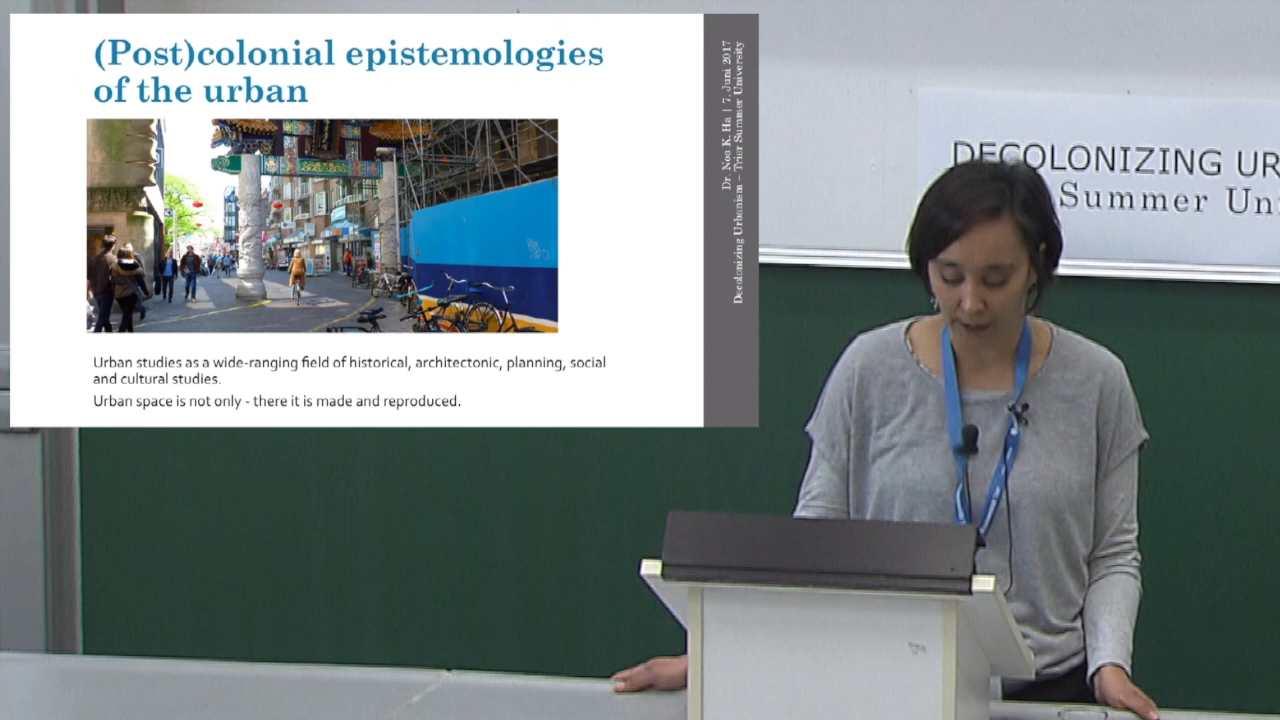 (Post)colonial epistemologies
of the urban
Dr. Noa K. Ha | 7. Juni 2017
Decolonizing Urbanism – Trier Summer University
Urban studies as a wide-ranging field of historical, architectonic, planning, social
and cultural studies.
Urban space is not only - there it is made and reproduced.
DECOLONIZING UR
Summer Un